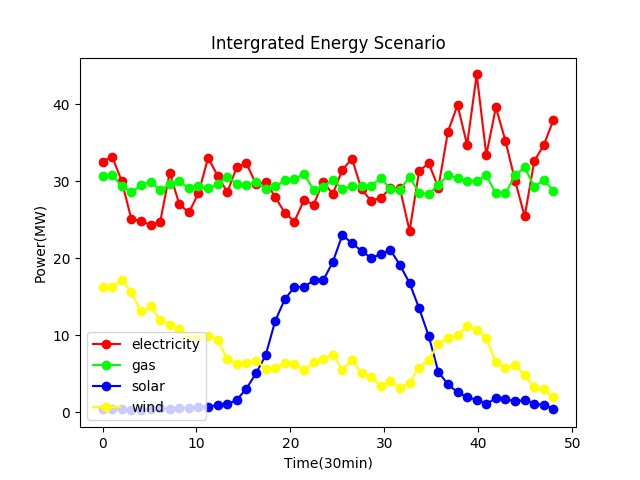 Intergrated Energy Scenario
Power(MW)
40
30
20
10
0
electricity
gas
solar
wind
0 10 20 30 40 50
Time(30min)